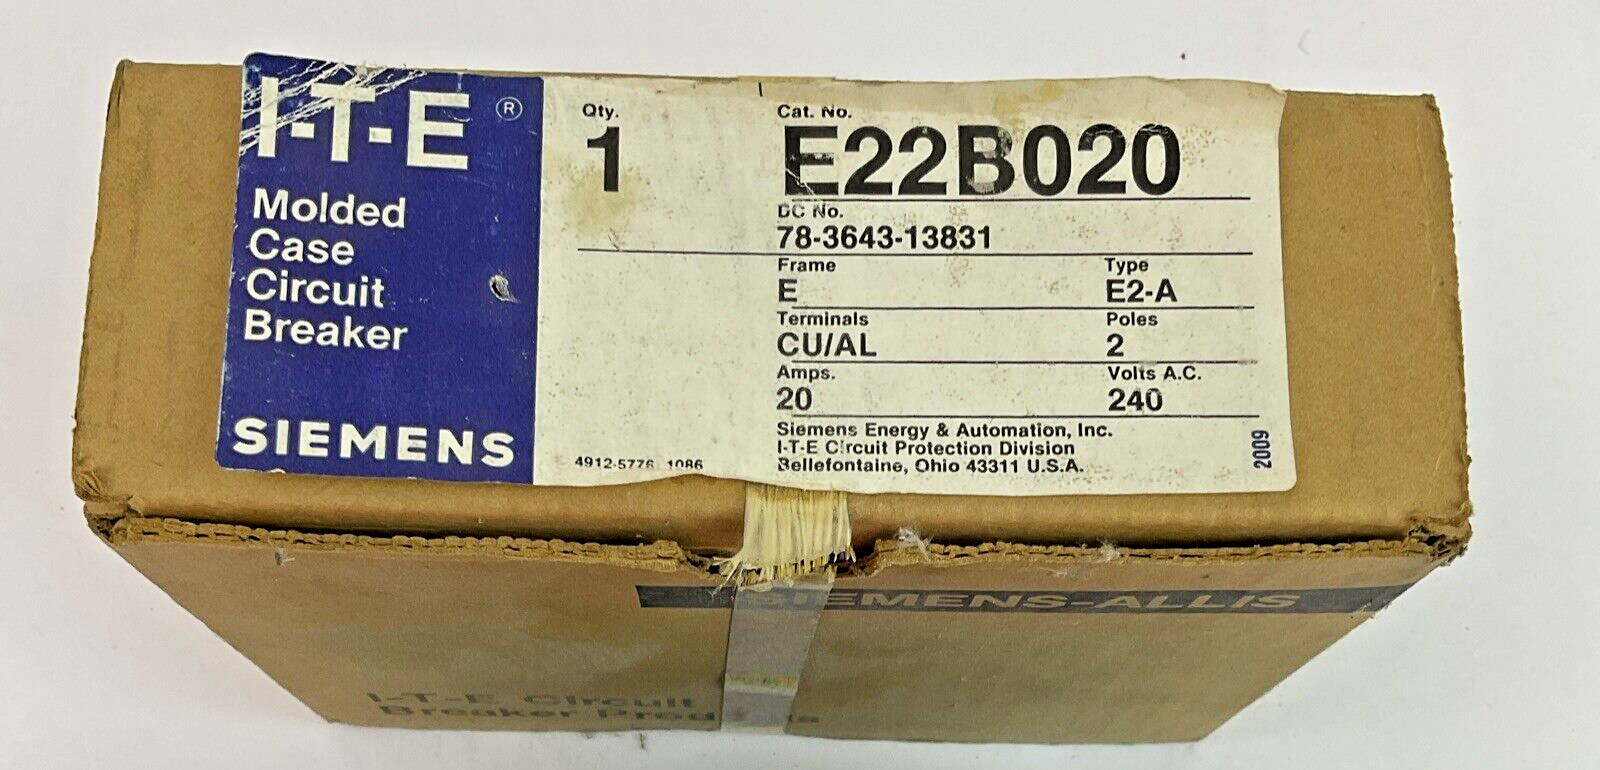 I-T-E ®
Molded
Case
Circuit
Breaker
SIEMENS
Qty.
1
Cat. No.
E22B020
DC No.
78-3643-13831
Frame
E
Type
E2-A
Terminals
CU/AL
Poles
2
Amps.
20
Volts A.C.
240
Siemens Energy & Automation, Inc.
I-T-E Circuit Protection Division
Bellefontaine, Ohio 43311 U.S.A.
4912-5776 1086
2009
SIEMENS-ALLIS
I-T-E Circuit
Breaker